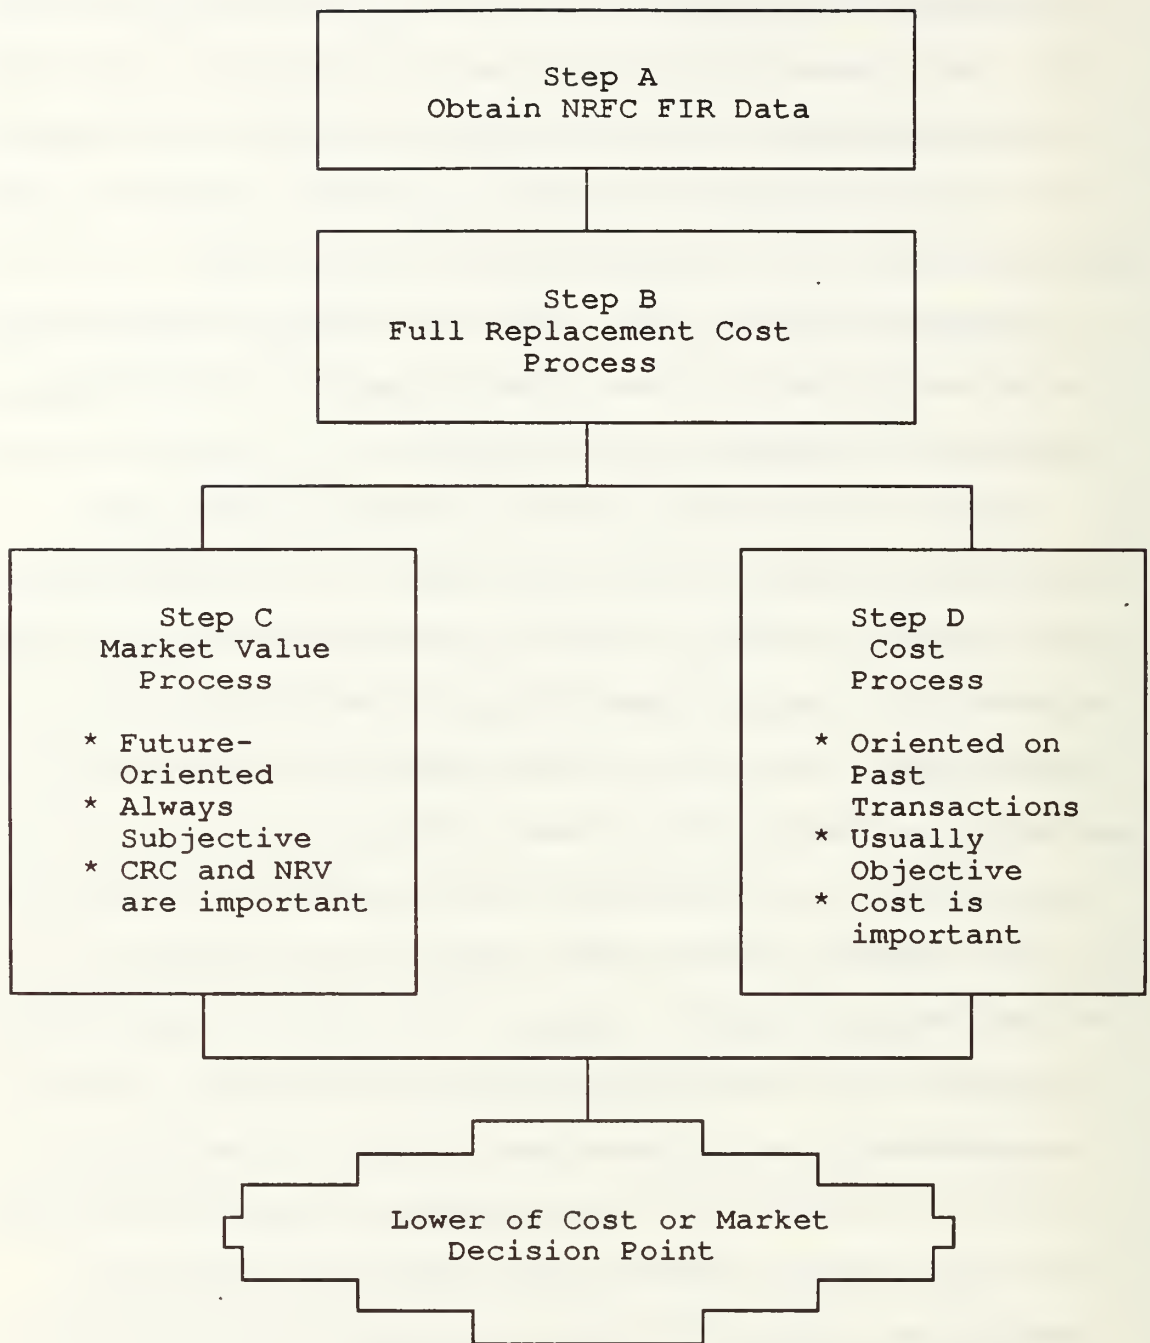 Step A
Obtain NRFC FIR Data
Step B
Full Replacement Cost
Process
Step C
Market Value
Process
* Future-
Oriented
* Always
Subjective
* CRC and NRV
are important
Step D
Cost
Process
* Oriented on
Past
Transactions
* Usually
Objective
* Cost is
important
Lower of Cost or Market
Decision Point